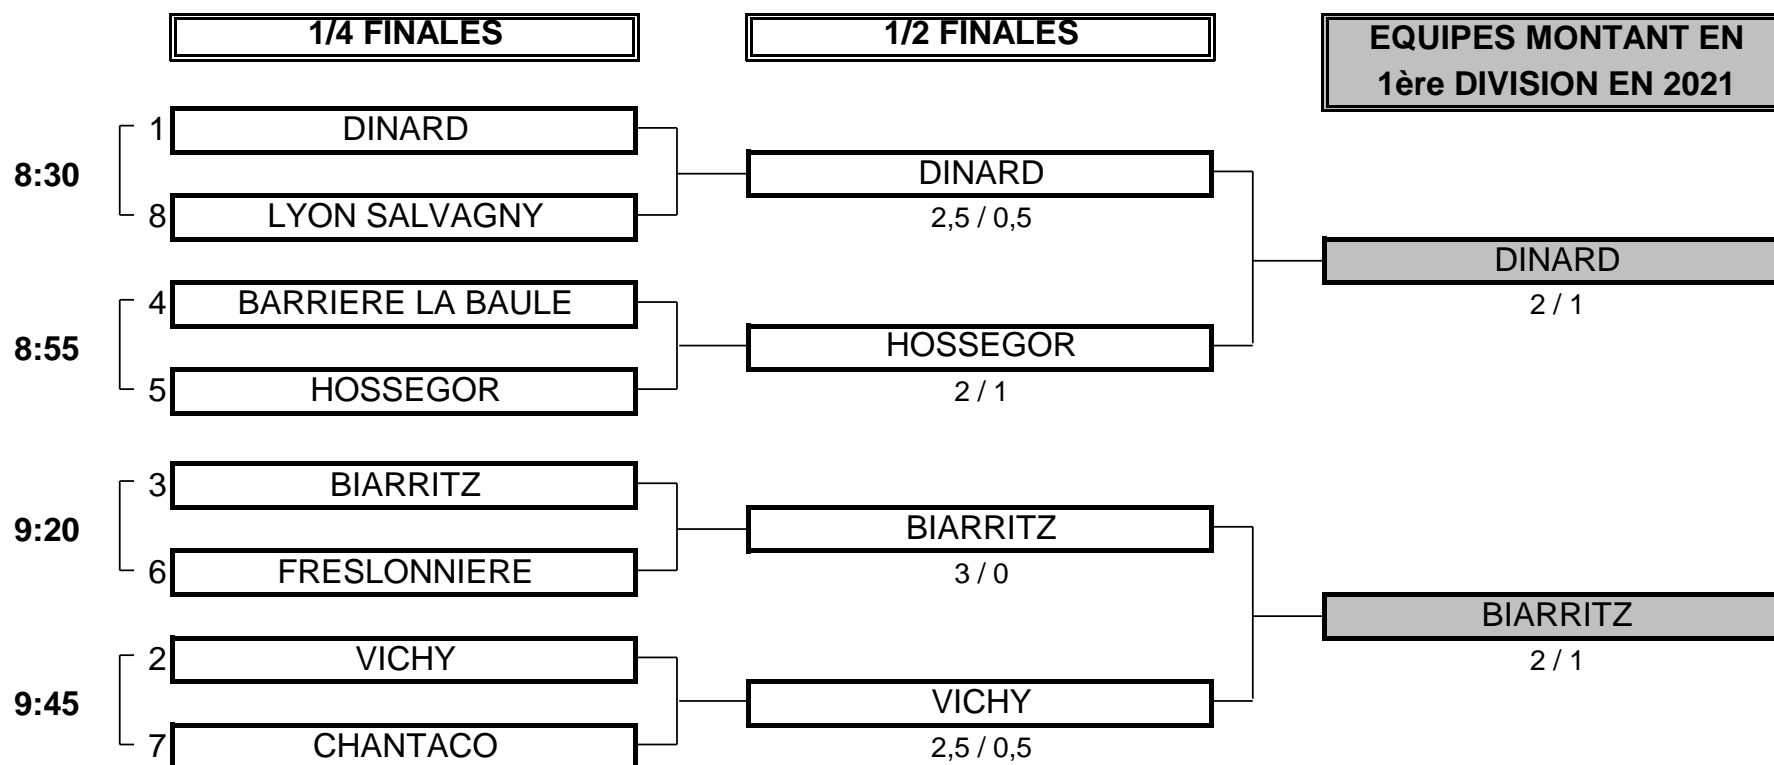 1/4 FINALES
1/2 FINALES
EQUIPES MONTANT EN
1ère DIVISION EN 2021
8:30
1 DINARD
8 LYON SALVAGNY
DINARD
2,5 / 0,5
8:55
4 BARRIERE LA BAULE
5 HOSSEGOR
HOSSEGOR
2 / 1
DINARD
2 / 1
9:20
3 BIARRITZ
6 FRESLONNIERE
BIARRITZ
3 / 0
9:45
2 VICHY
7 CHANTACO
VICHY
2,5 / 0,5
BIARRITZ
2 / 1